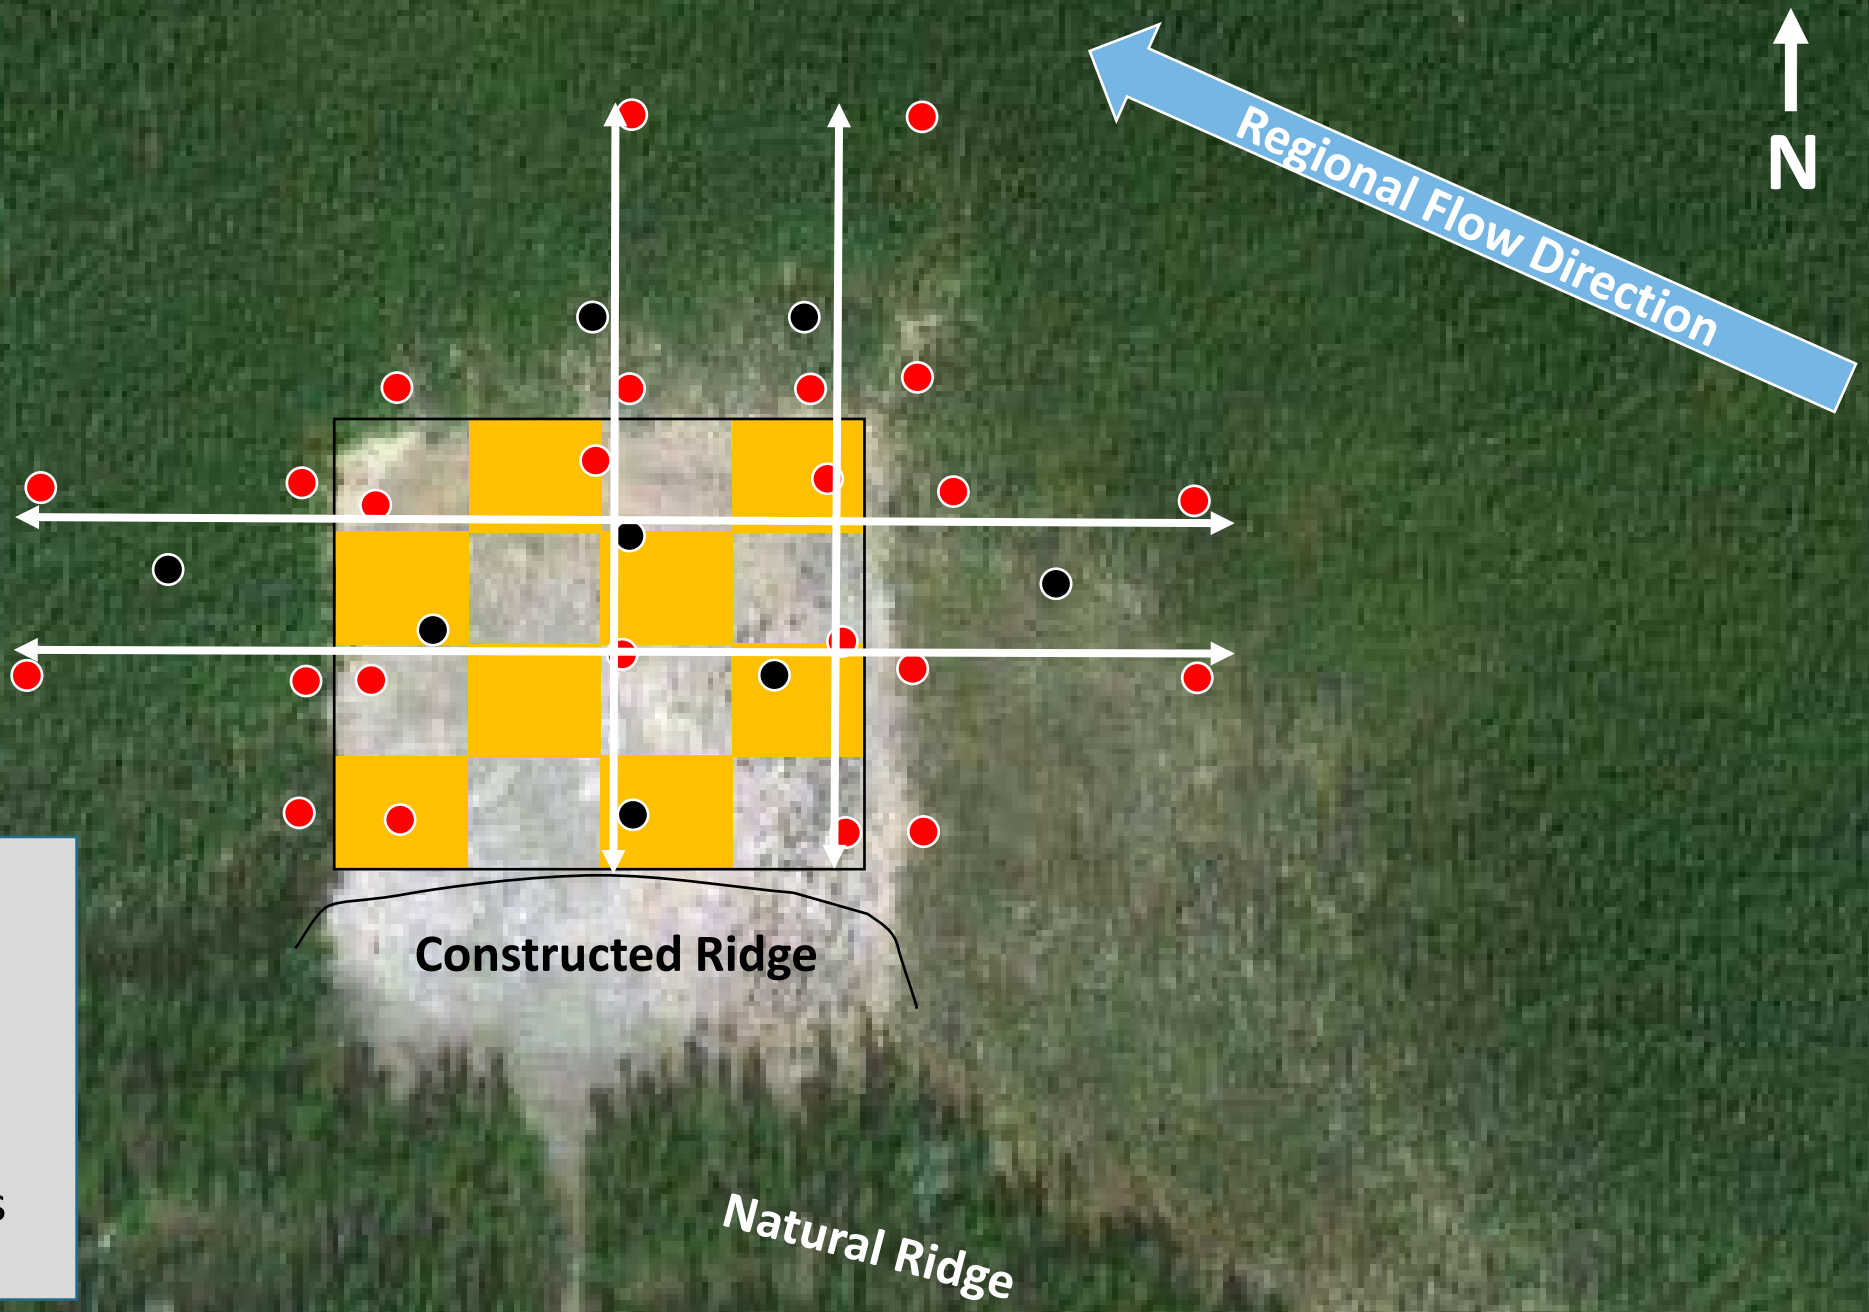 Regional Flow Direction
N
Constructed Ridge
Natural Ridge
s